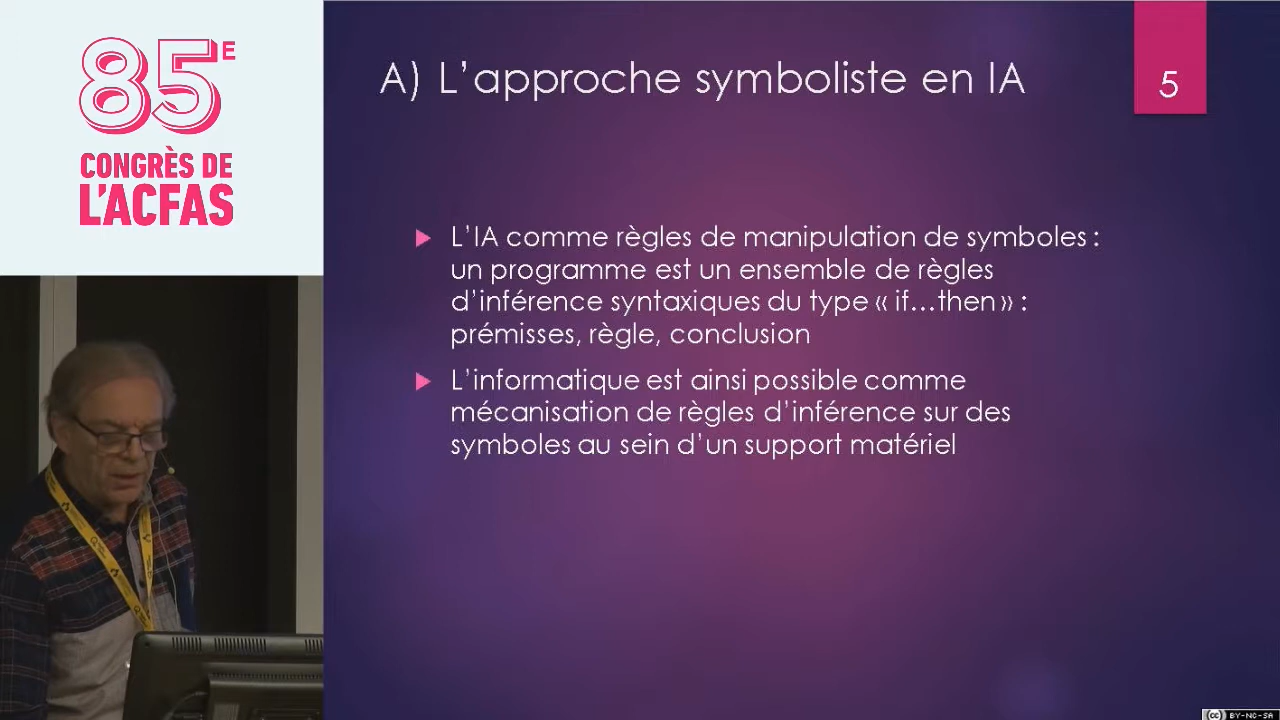 85E
CONGRÈS DE
L'ACFAS
A) L'approche symboliste en IA
5
L'IA comme règles de manipulation de symboles :
un programme est un ensemble de règles
d'inférence syntaxiques du type « if…then » :
prémisses, règle, conclusion
L'informatique est ainsi possible comme
mécanisation de règles d'inférence sur des
symboles au sein d'un support matériel
cc BY-NC-SA